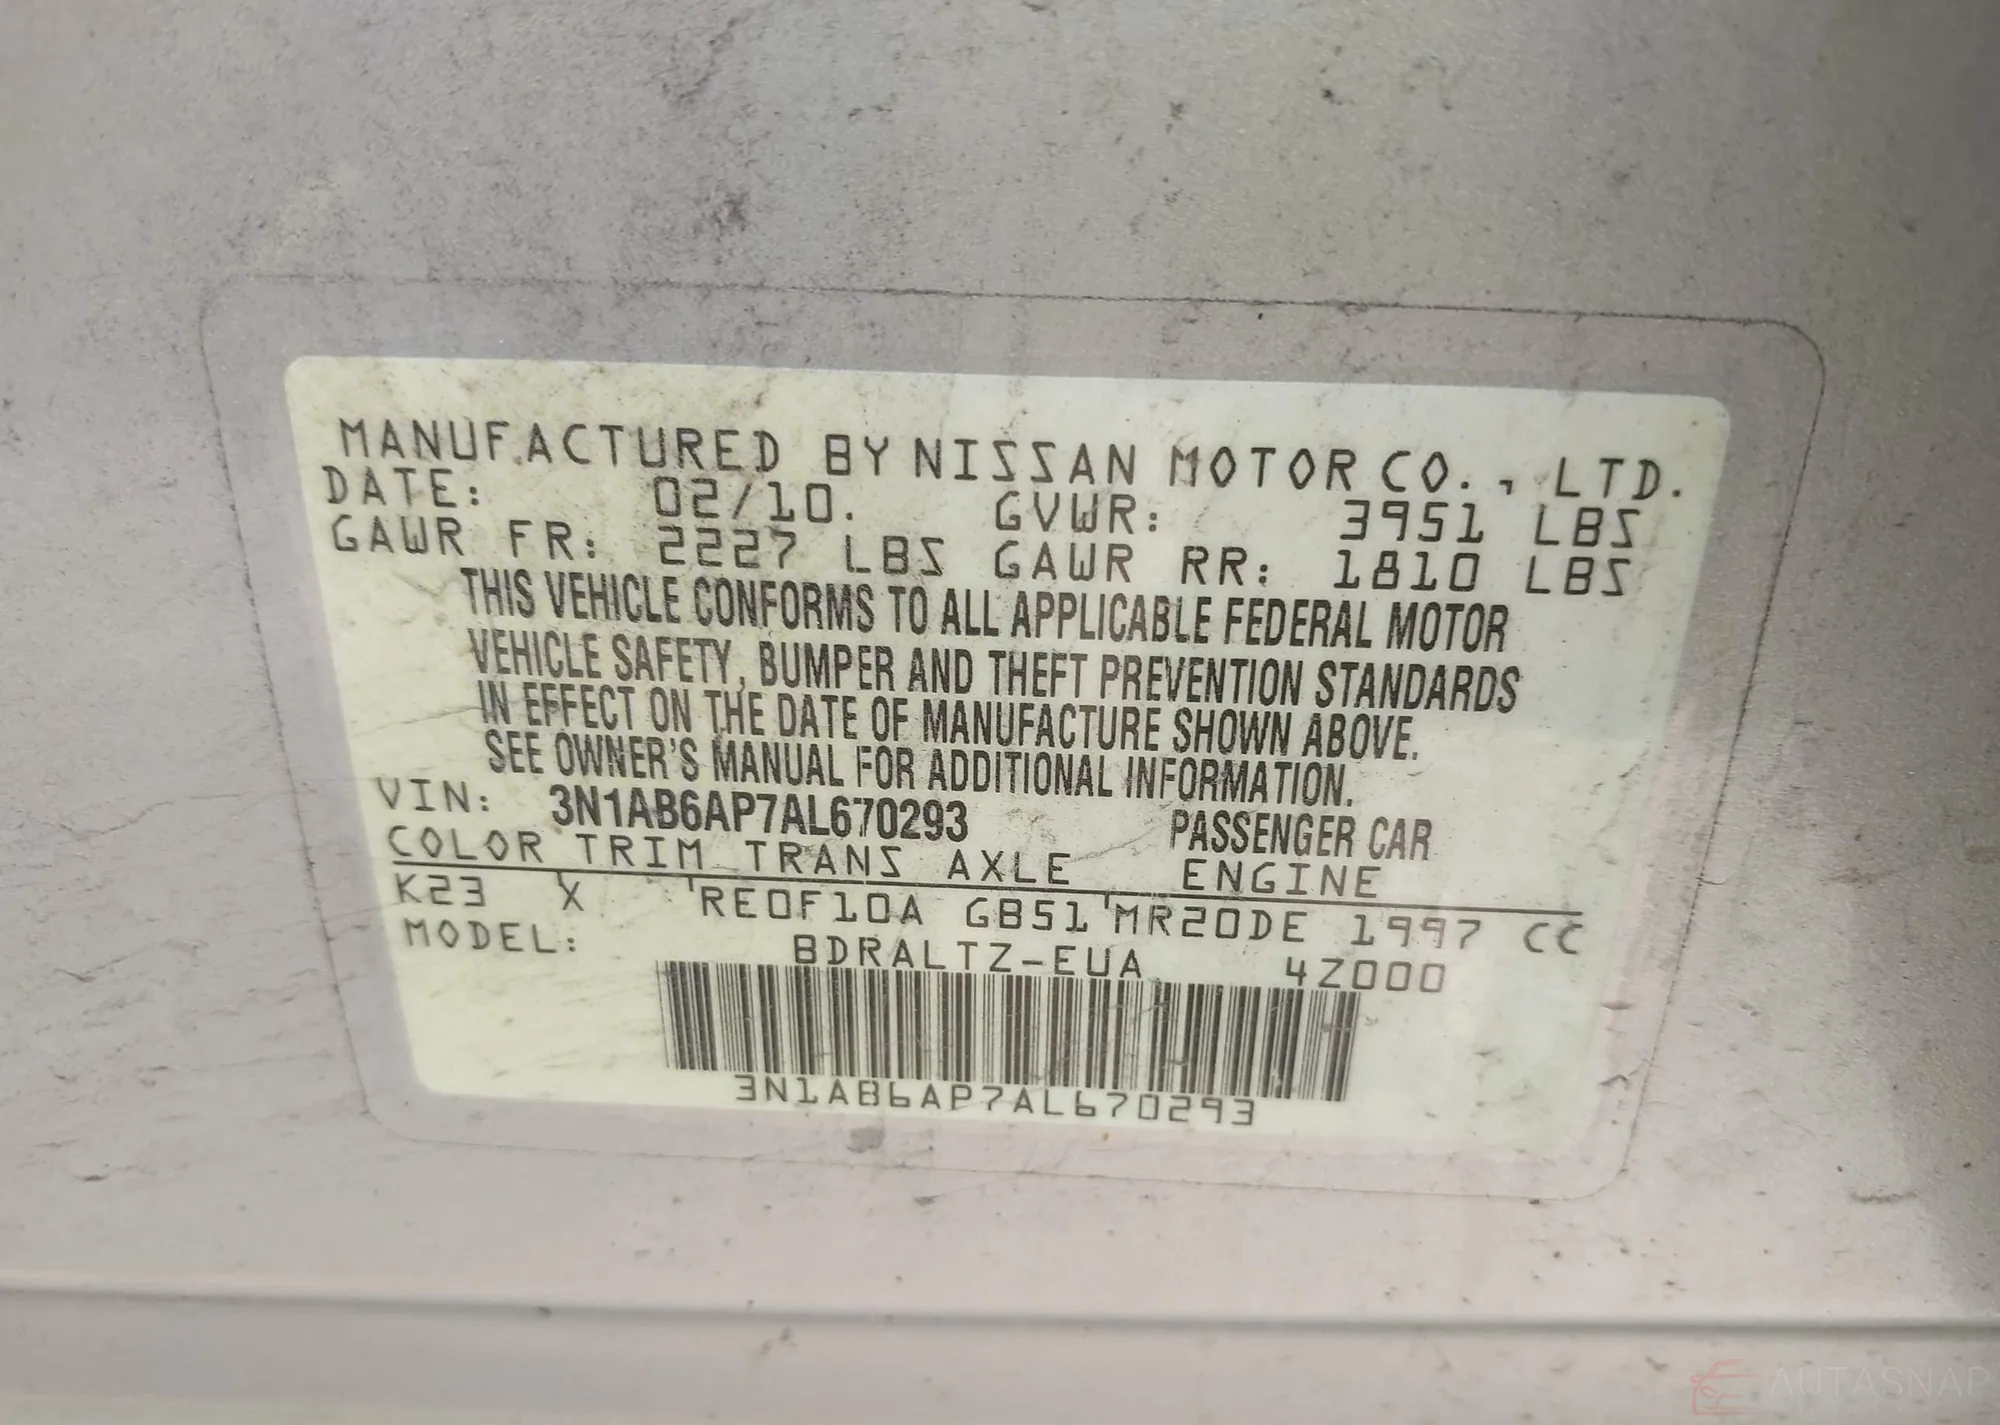 MANUFACTURED BY NISSAN MOTOR CO., LTD.
DATE: 02/10. GVWR: 3951 LBS
GAWR FR: 2227 LBS GAWR RR: 1810 LBS
THIS VEHICLE CONFORMS TO ALL APPLICABLE FEDERAL MOTOR
VEHICLE SAFETY, BUMPER AND THEFT PREVENTION STANDARDS
IN EFFECT ON THE DATE OF MANUFACTURE SHOWN ABOVE.
SEE OWNER'S MANUAL FOR ADDITIONAL INFORMATION.
VIN: 3N1AB6AP7AL670293 PASSENGER CAR
COLOR TRIM TRANS AXLE ENGINE
K23 X RE0F10A GB51 MR20DE 1997 CC
MODEL: BDRALTZ-EUA 4Z000
3N1AB6AP7AL670293
AUTASNAP